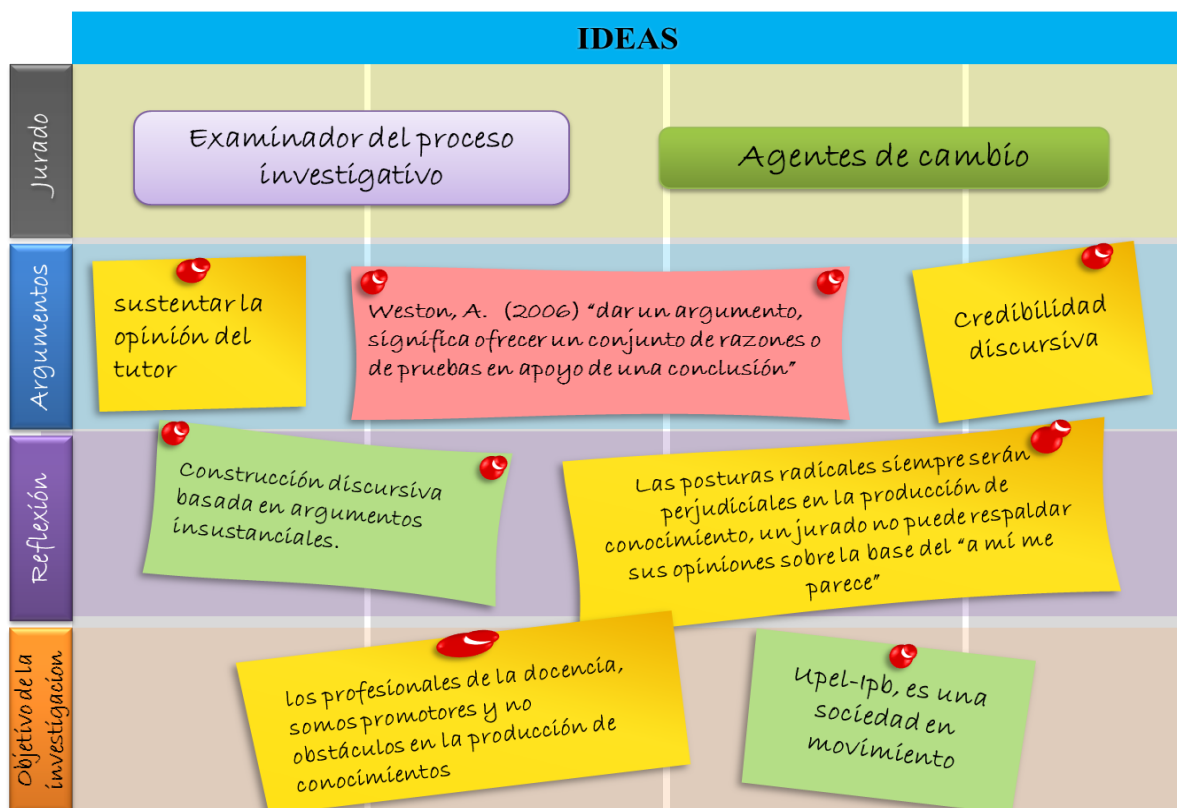 IDEAS
Jurado
Examinador del proceso
investigativo
Agentes de cambio
Argumentos
sustentar la
opinión del
tutor
Weston, A. (2006) “dar un argumento,
significa ofrecer un conjunto de razones o
de pruebas en apoyo de una conclusión”
Credibilidad
discursiva
Reflexión
Construcción discursiva
basada en argumentos
insustanciales.
Las posturas radicales siempre serán
perjudiciales en la producción de
conocimiento, un jurado no puede respaldar
sus opiniones sobre la base del “a mí me
parece”
Objetivo de la
investigacion
los profesionales de la docencia,
somos promotores y no
obstáculos en la producción de
conocimientos
Upel-Ipb, es una
sociedad en
movimiento